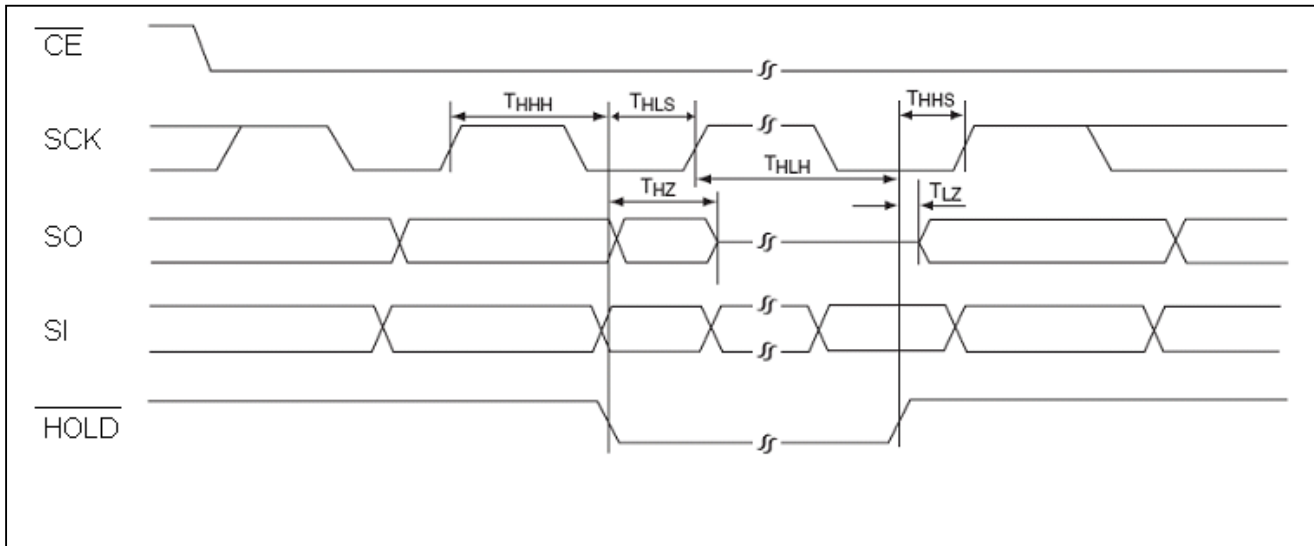 CE
THHH
THLS
THHS
SCK
THLH
THZ
TLZ
SO
SI
HOLD